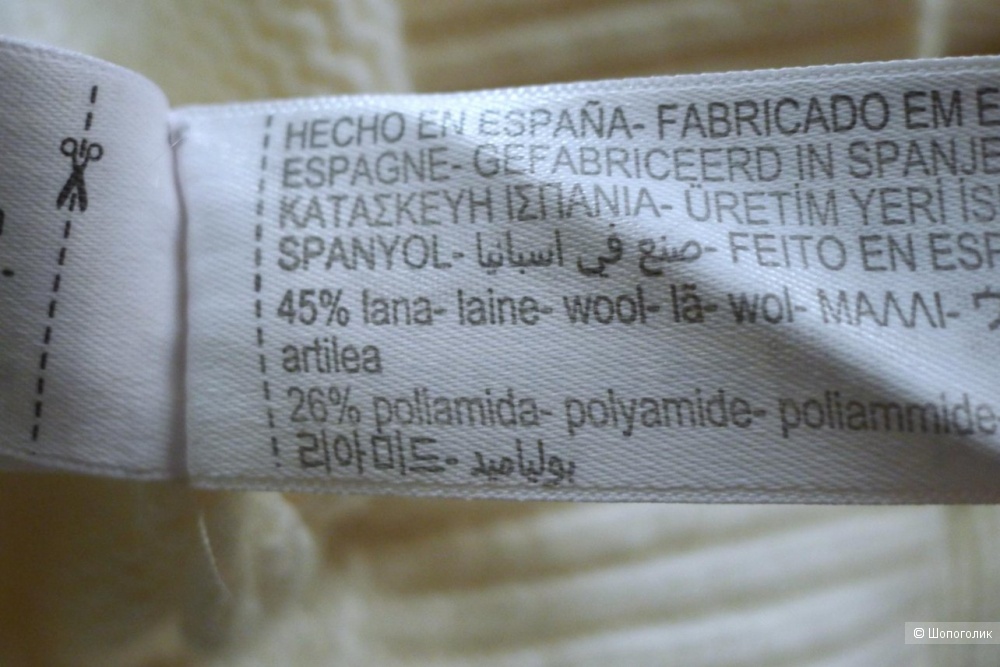 HECHO EN ESPAÑA- FABRICADO EM E
ESPAGNE- GEFABRICEERD IN SPANJE
ΚΑΤΑΣΚΕΥΗ ΙΣΠΑΝΙΑ- ÜRETİM YERİ İS
SPANYOL- صنع في اسبانيا- FEITO EN ESP
45% lana- laine- wool- lã- wol- ΜΑΛΛΙ-
artilea
26% poliamida- polyamide- poliammide
리아미드- بولياميد
© Шопоголик